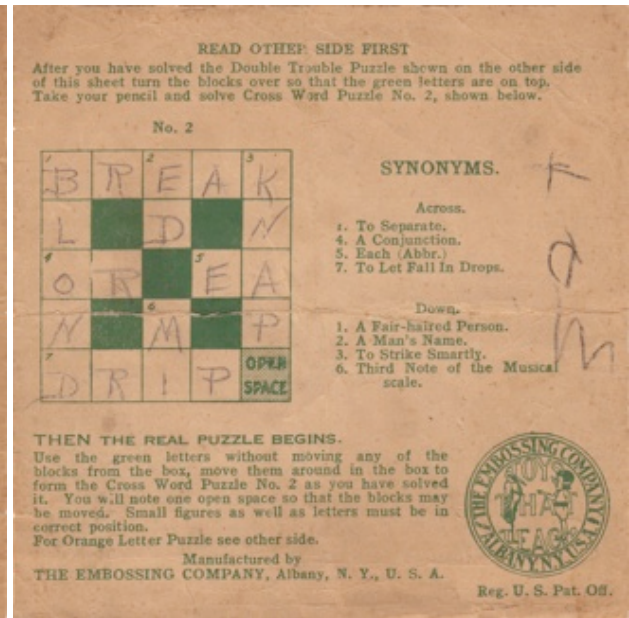 READ OTHER SIDE FIRST
After you have solved the Double Trouble Puzzle shown on the other side
of this sheet turn the blocks over so that the green letters are on top.
Take your pencil and solve Cross Word Puzzle No. 2, shown below.
No. 2
1 B R 2 E A 3 K
L D N
4 O R 5 E A
N 6 M P
7 D R I P OPEN SPACE
SYNONYMS.
Across.
1. To Separate.
4. A Conjunction.
5. Each (Abbr.)
7. To Let Fall In Drops.
Down.
1. A Fair-haired Person.
2. A Man's Name.
3. To Strike Smartly.
6. Third Note of the Musical
scale.
THEN THE REAL PUZZLE BEGINS.
Use the green letters without moving any of the
blocks from the box, move them around in the box to
form the Cross Word Puzzle No. 2 as you have solved
it. You will note one open space so that the blocks may
be moved. Small figures as well as letters must be in
correct position.
For Orange Letter Puzzle see other side.
Manufactured by
THE EMBOSSING COMPANY, Albany, N. Y., U. S. A.
THE EMBOSSING COMPANY
TOYS
THAT
TEACH
ALBANY, N.Y. U.S.A.
Reg. U. S. Pat. Off.